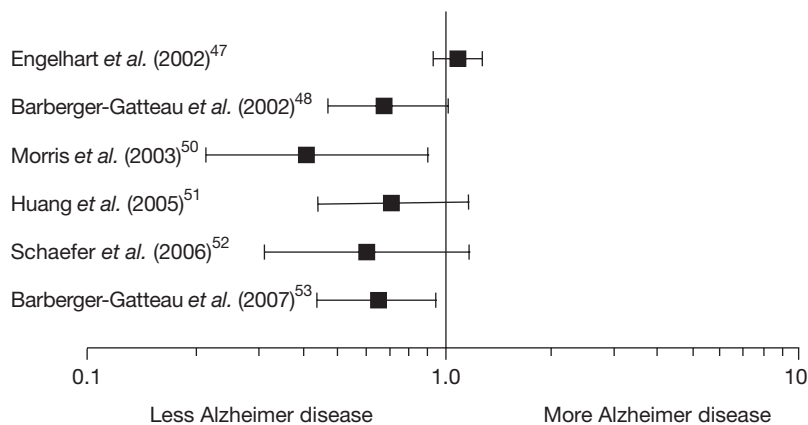 Engelhart et al. (2002)47
Barberger-Gatteau et al. (2002)48
Morris et al. (2003)50
Huang et al. (2005)51
Schaefer et al. (2006)52
Barberger-Gatteau et al. (2007)53
0.1 1.0 10
Less Alzheimer disease More Alzheimer disease